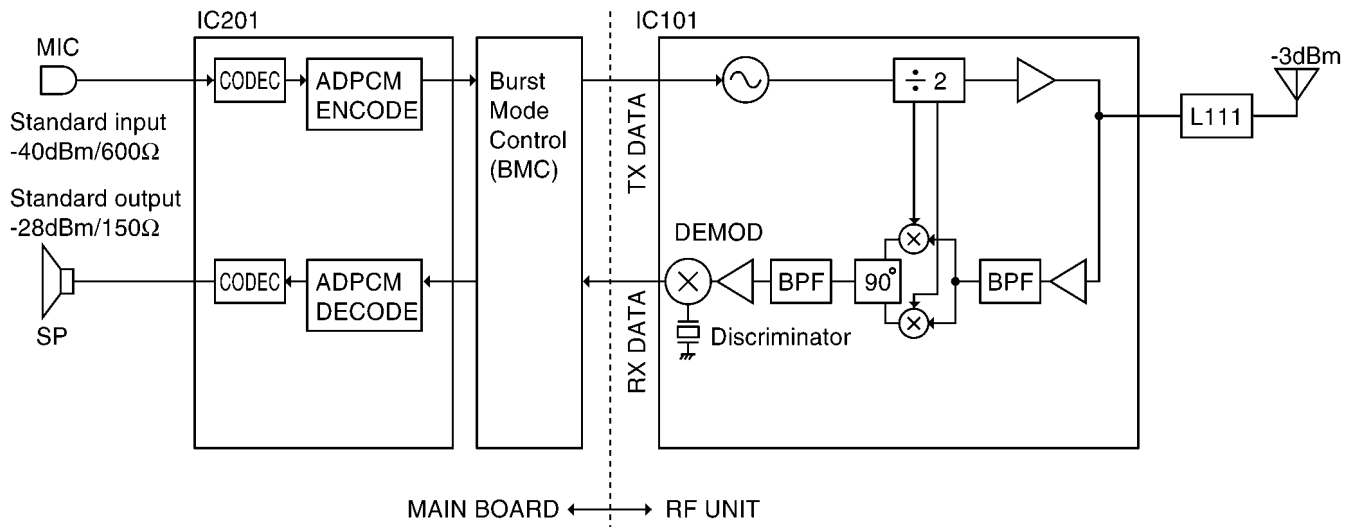 IC201
IC101
MIC
-3dBm
CODEC
ADPCM
ENCODE
Burst
Mode
Control
(BMC)
÷ 2
L111
Standard input
-40dBm/600Ω
TX DATA
Standard output
-28dBm/150Ω
DEMOD
CODEC
ADPCM
DECODE
BPF
90°
BPF
SP
RX DATA
Discriminator
MAIN BOARD
RF UNIT